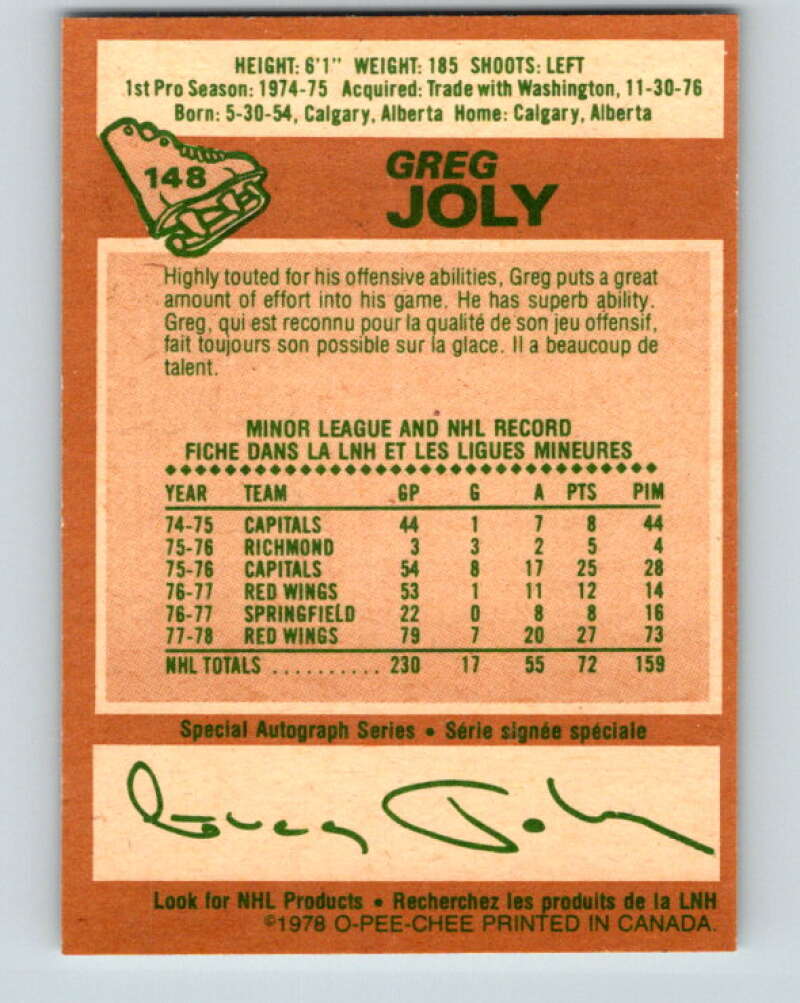 HEIGHT: 6'1" WEIGHT: 185 SHOOTS: LEFT
1st Pro Season: 1974-75 Acquired: Trade with Washington, 11-30-76
Born: 5-30-54, Calgary, Alberta Home: Calgary, Alberta
148
GREG
JOLY
Highly touted for his offensive abilities, Greg puts a great
amount of effort into his game. He has superb ability.
Greg, qui est reconnu pour la qualité de son jeu offensif,
fait toujours son possible sur la glace. Il a beaucoup de
talent.
MINOR LEAGUE AND NHL RECORD
FICHE DANS LA LNH ET LES LIGUES MINEURES
YEAR TEAM GP G A PTS PIM
74-75 CAPITALS 44 1 7 8 44
75-76 RICHMOND 3 3 2 5 4
75-76 CAPITALS 54 8 17 25 28
76-77 RED WINGS 53 1 11 12 14
76-77 SPRINGFIELD 22 0 8 8 16
77-78 RED WINGS 79 7 20 27 73
NHL TOTALS .......... 230 17 55 72 159
Special Autograph Series • Série signée spéciale
Greg Joly
Look for NHL Products • Recherchez les produits de la LNH
©1978 O-PEE-CHEE PRINTED IN CANADA.